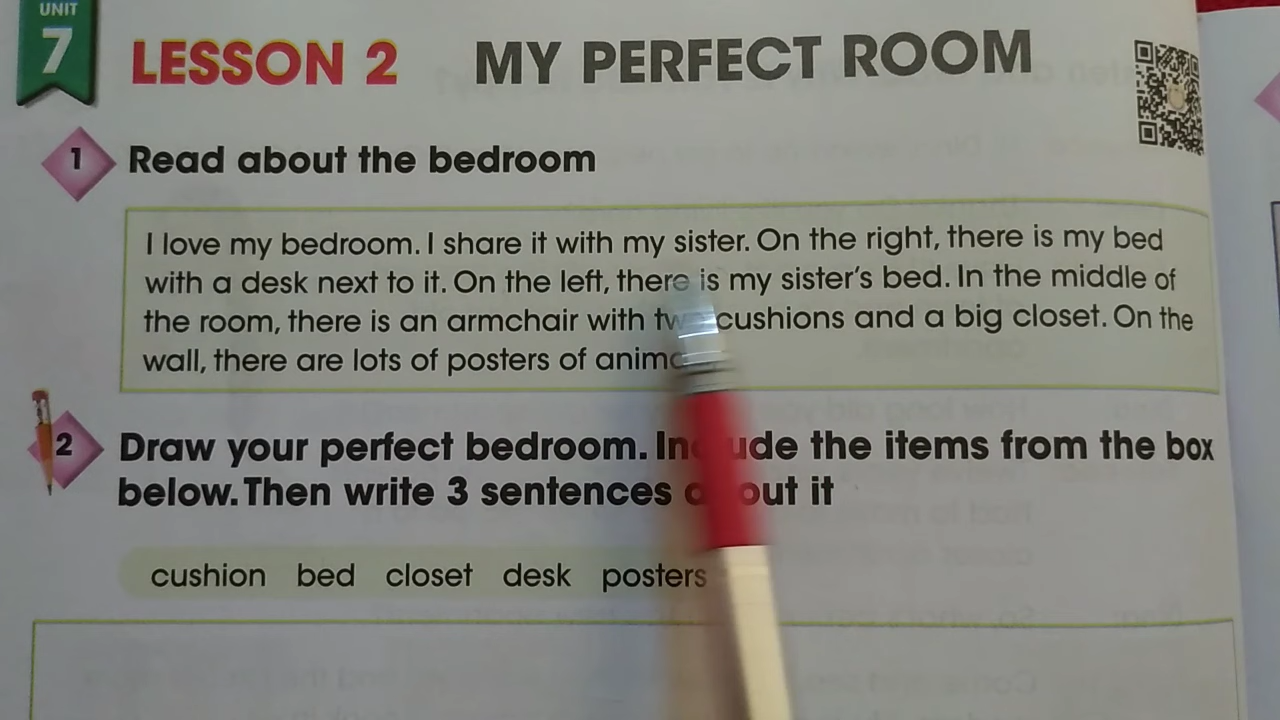 UNIT
7
LESSON 2 MY PERFECT ROOM
1 Read about the bedroom
I love my bedroom. I share it with my sister. On the right, there is my bed
with a desk next to it. On the left, there is my sister's bed. In the middle of
the room, there is an armchair with cushions and a big closet. On the
wall, there are lots of posters of
2 Draw your perfect bedroom. Include the items from the box
below. Then write 3 sentences about it
cushion bed closet desk posters